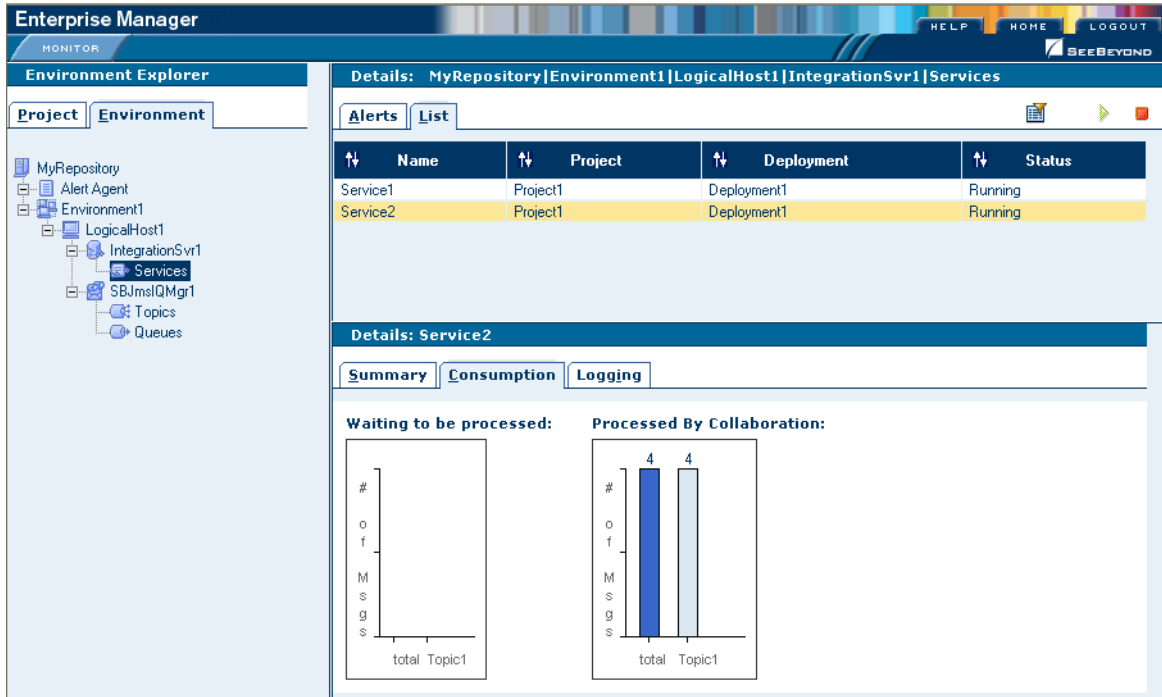 Enterprise Manager
HELP HOME LOGOUT
MONITOR
SEEBEYOND
Environment Explorer
Project Environment
MyRepository
Alert Agent
Environment1
LogicalHost1
IntegrationSvr1
Services
SBJmsIQMgr1
Topics
Queues
Details: MyRepository|Environment1|LogicalHost1|IntegrationSvr1|Services
Alerts List
Name Project Deployment Status
Service1 Project1 Deployment1 Running
Service2 Project1 Deployment1 Running
Details: Service2
Summary Consumption Logging
Waiting to be processed:
# of Msgs
total Topic1
Processed By Collaboration:
4 4
# of Msgs
total Topic1